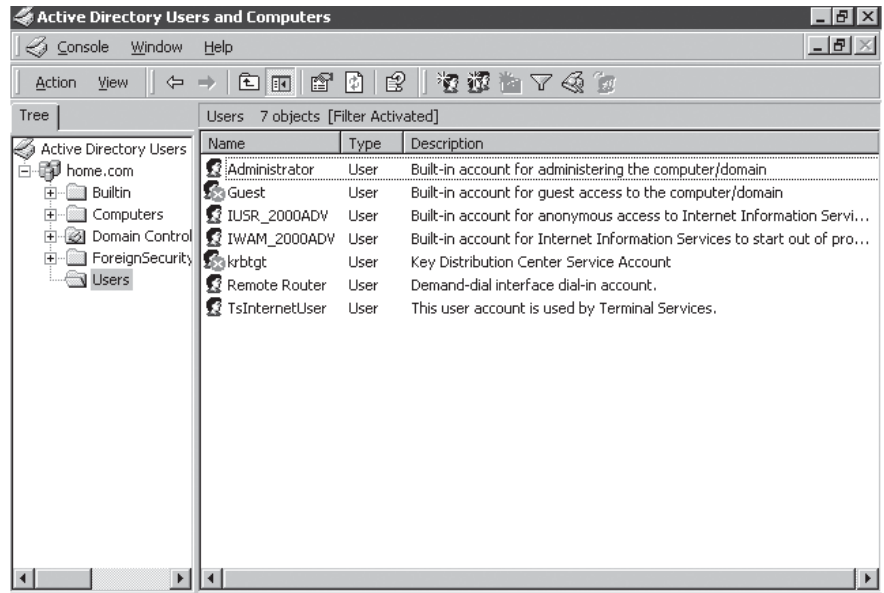 Active Directory Users and Computers
Console Window Help
Action View
Tree
Users 7 objects [Filter Activated]
Active Directory Users
home.com
Builtin
Computers
Domain Control
ForeignSecurity
Users
Name Type Description
Administrator User Built-in account for administering the computer/domain
Guest User Built-in account for guest access to the computer/domain
IUSR_2000ADV User Built-in account for anonymous access to Internet Information Servi...
IWAM_2000ADV User Built-in account for Internet Information Services to start out of pro...
krbtgt User Key Distribution Center Service Account
Remote Router User Demand-dial interface dial-in account.
TsInternetUser User This user account is used by Terminal Services.